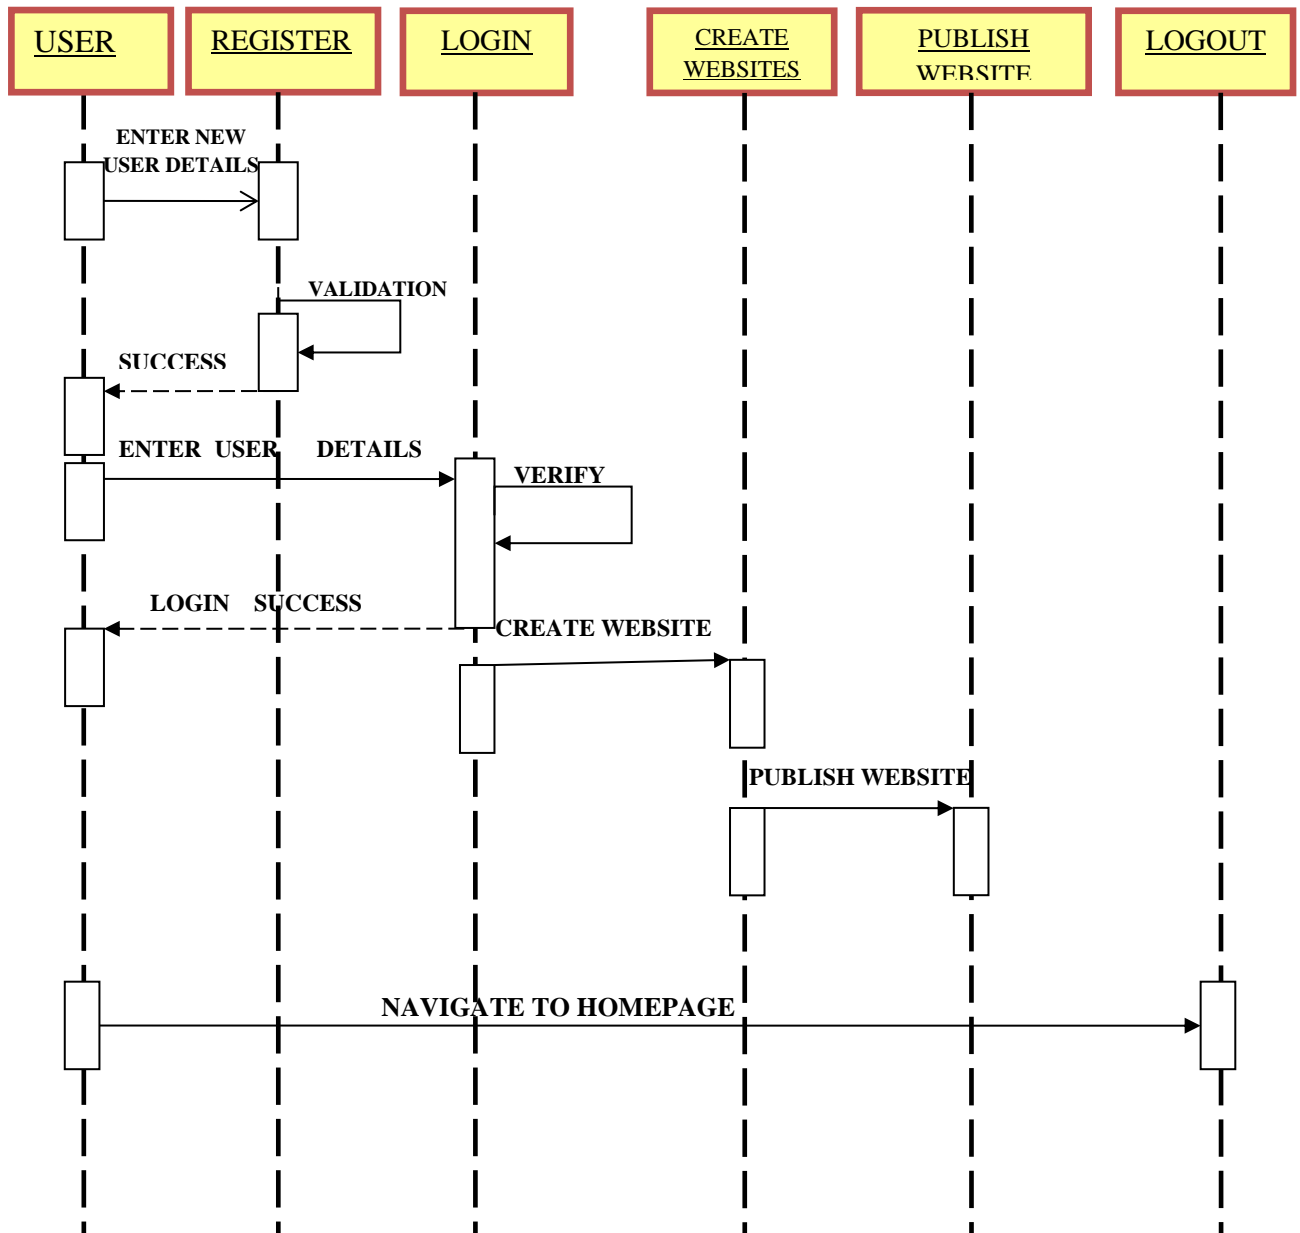 USER
REGISTER
LOGIN
CREATE
WEBSITES
PUBLISH
WEBSITE
LOGOUT
ENTER NEW
USER DETAILS
VALIDATION
SUCCESS
ENTER USER DETAILS
VERIFY
LOGIN SUCCESS
CREATE WEBSITE
PUBLISH WEBSITE
NAVIGATE TO HOMEPAGE